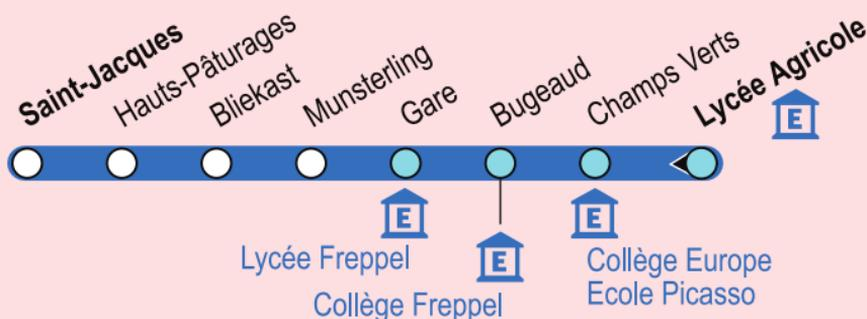 Saint-Jacques
Hauts-Pâturages
Bliekast
Munsterling
Gare
Bugeaud
Champs Verts
Lycée Agricole
E
E
E
E
Lycée Freppel
Collège Freppel
Collège Europe
Ecole Picasso